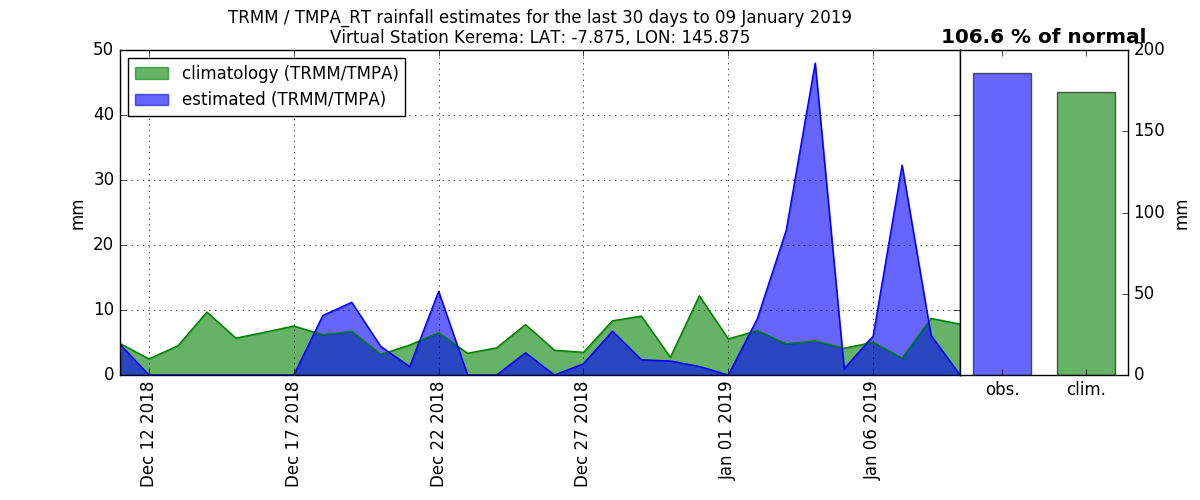 TRMM / TMPA_RT rainfall estimates for the last 30 days to 09 January 2019
Virtual Station Kerema: LAT: -7.875, LON: 145.875
106.6 % of normal
climatology (TRMM/TMPA)
estimated (TRMM/TMPA)
50
40
30
20
10
0
mm
200
150
100
50
0
mm
Dec 12 2018
Dec 17 2018
Dec 22 2018
Dec 27 2018
Jan 01 2019
Jan 06 2019
obs.
clim.